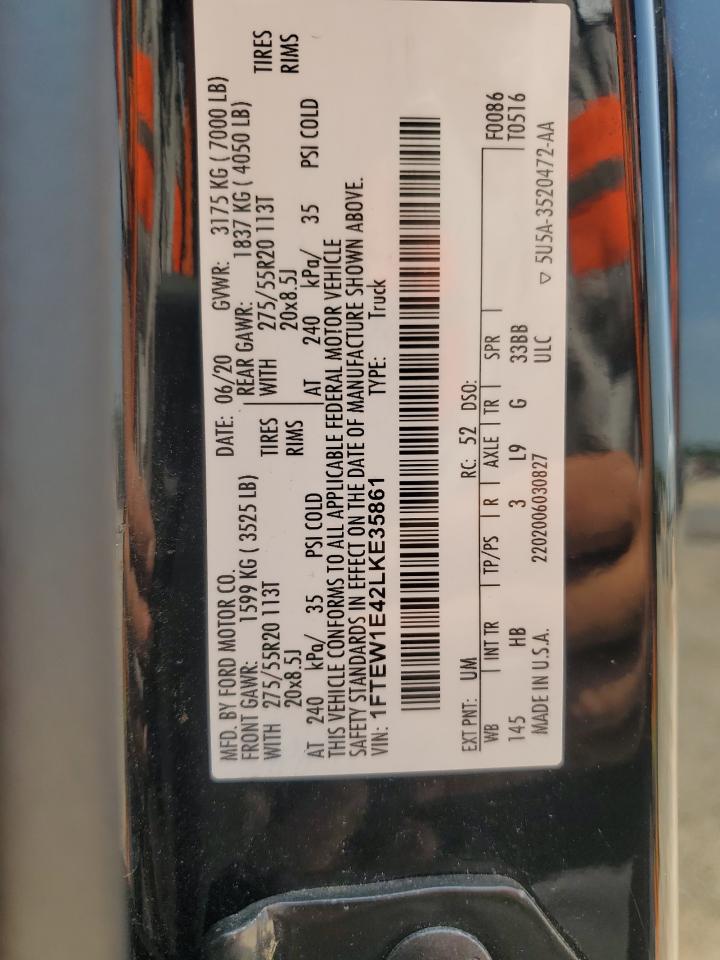 MFD. BY FORD MOTOR CO. DATE: 06/20 GVWR: 3175 KG ( 7000 LB)
FRONT GAWR: 1599 KG ( 3525 LB) REAR GAWR: 1837 KG ( 4050 LB)
WITH 275/55R20 113T TIRES WITH 275/55R20 113T TIRES
20x8.5J RIMS 20x8.5J RIMS
AT 240 kPa/ 35 PSI COLD AT 240 kPa/ 35 PSI COLD
THIS VEHICLE CONFORMS TO ALL APPLICABLE FEDERAL MOTOR VEHICLE
SAFETY STANDARDS IN EFFECT ON THE DATE OF MANUFACTURE SHOWN ABOVE.
VIN: 1FTEW1E42LKE35861 TYPE: Truck
EXT PNT: UM RC: 52 DSO:
WB INT TR TP/PS R AXLE TR SPR F0086
145 HB 3 L9 G 33BB T0516
MADE IN U.S.A. 2202006030827 ULC ▽ 5U5A-3520472-AA